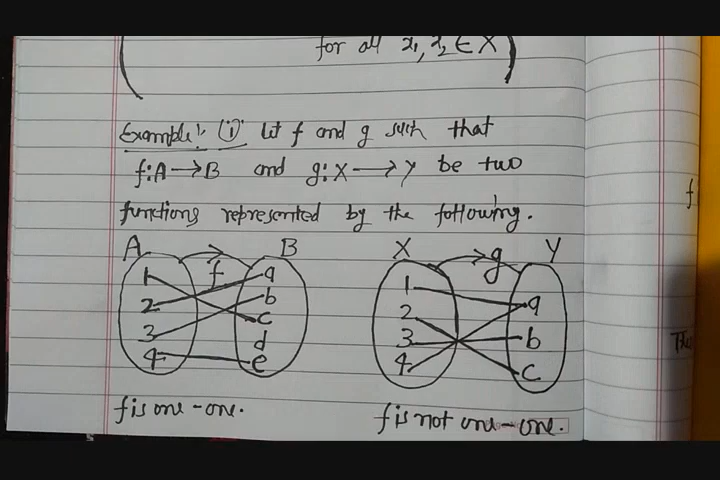 for all x₁, x₂ ∈ X
Example: (i) Let f and g such that
f: A → B and g: X → Y be two
functions represented by the following.
A f B
1 a
2 b
3 c
4 d
e
f is one-one.
X g Y
1 a
2 b
3 c
4
f is not one-one.
f